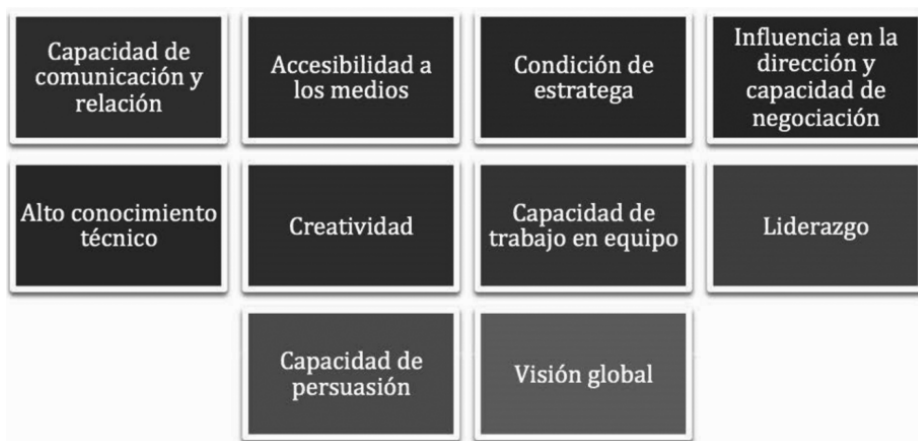 Capacidad de
comunicación y
relación
Accesibilidad a
los medios
Condición de
estratega
Influencia en la
dirección y
capacidad de
negociación
Alto conocimiento
técnico
Creatividad
Capacidad de
trabajo en equipo
Liderazgo
Capacidad de
persuasión
Visión global